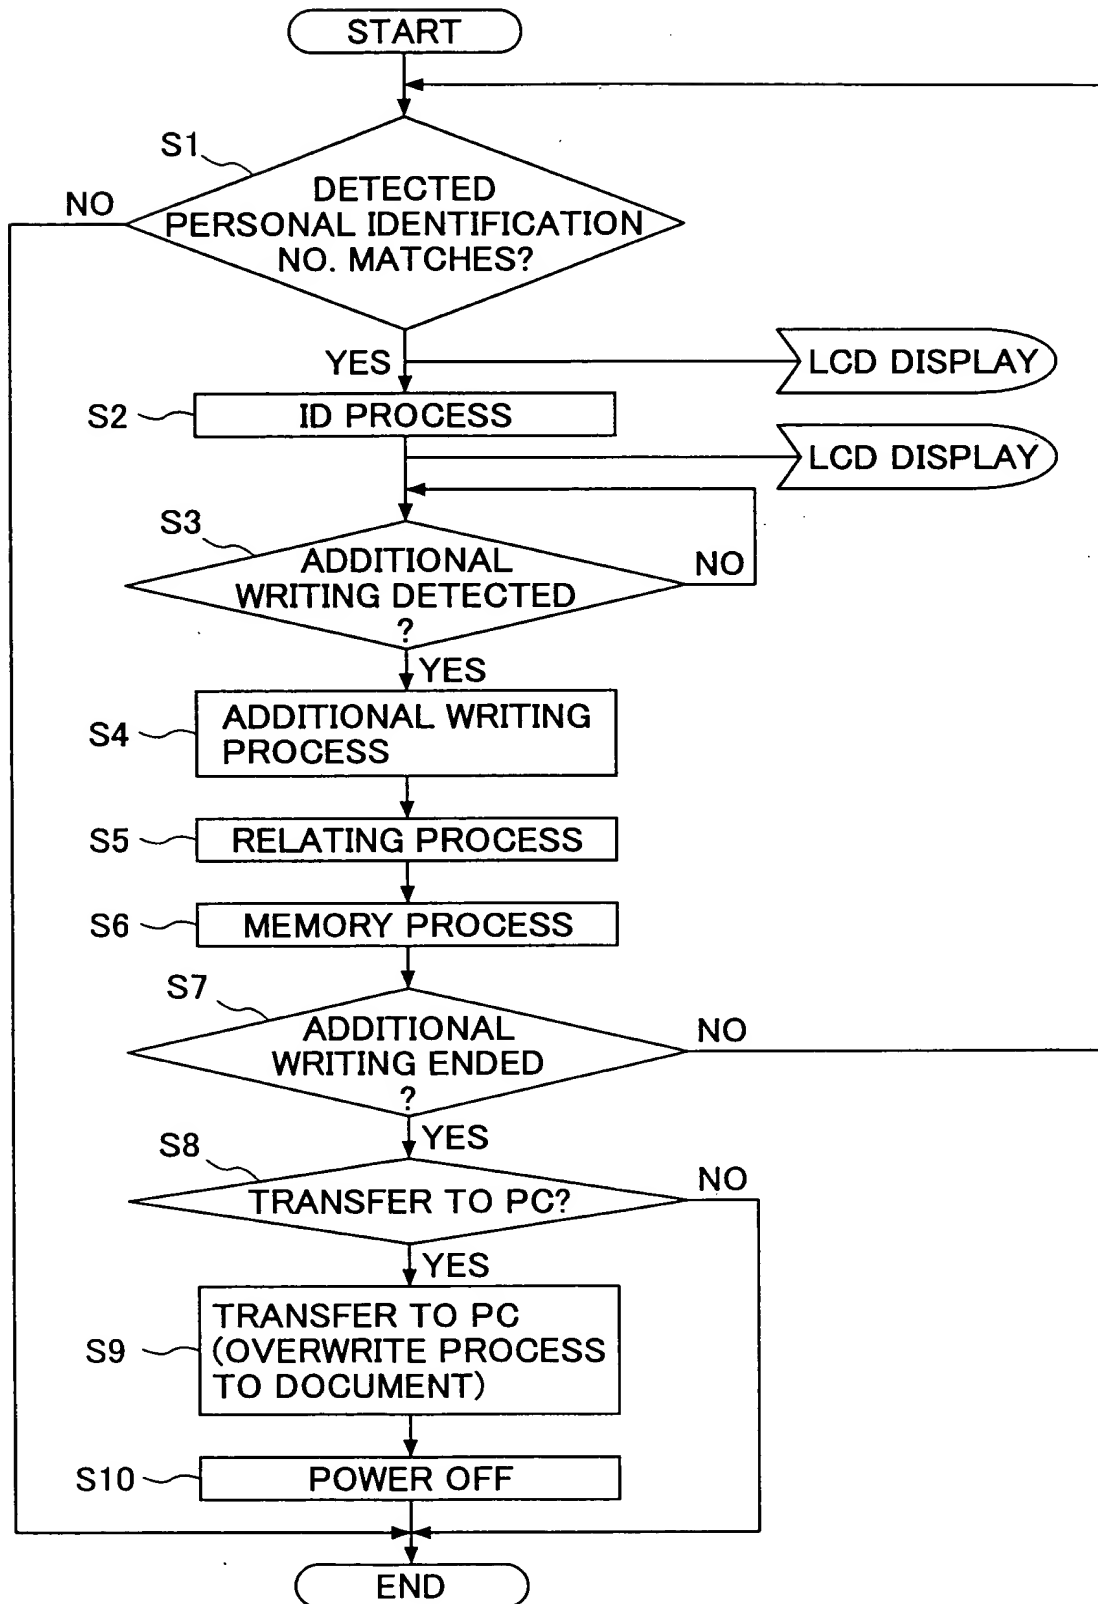 START
S1
NO
DETECTED
PERSONAL IDENTIFICATION
NO. MATCHES?
YES
LCD DISPLAY
S2
ID PROCESS
LCD DISPLAY
S3
ADDITIONAL
WRITING DETECTED
?
NO
YES
S4
ADDITIONAL WRITING
PROCESS
S5
RELATING PROCESS
S6
MEMORY PROCESS
S7
ADDITIONAL
WRITING ENDED
?
NO
YES
S8
TRANSFER TO PC?
NO
YES
S9
TRANSFER TO PC
(OVERWRITE PROCESS
TO DOCUMENT)
S10
POWER OFF
END